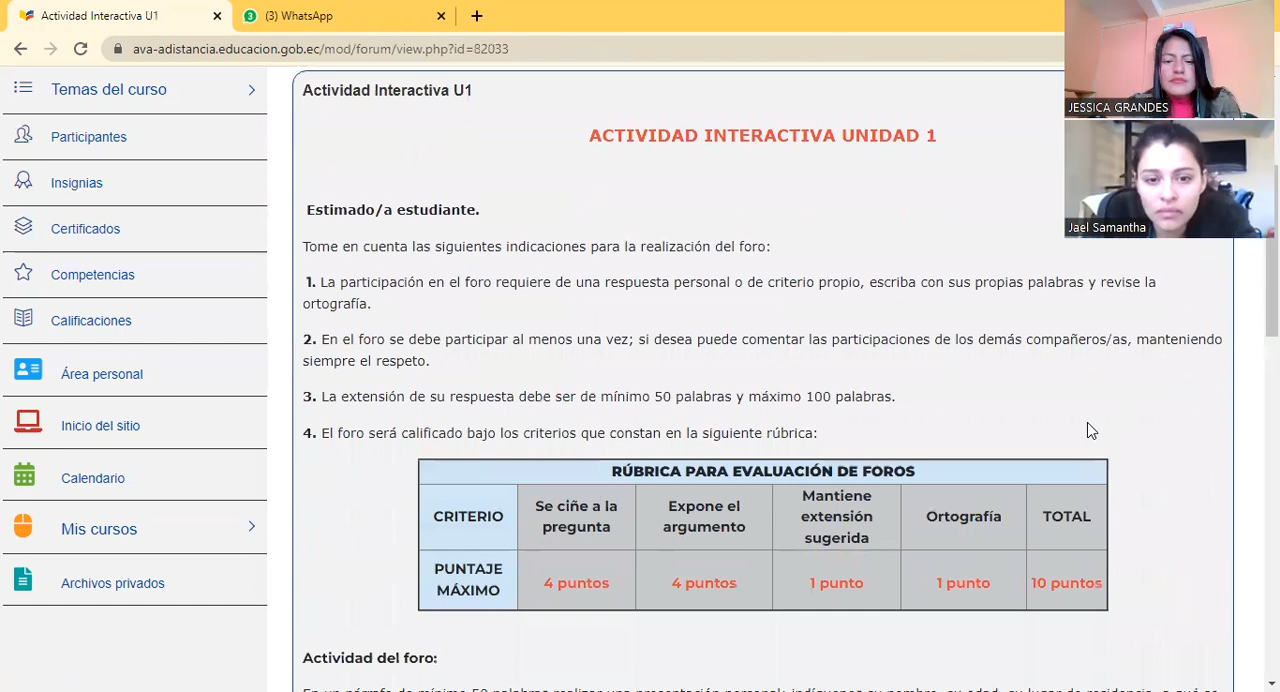 Actividad Interactiva U1
3
(3) WhatsApp
ava-adistancia.educacion.gob.ec/mod/forum/view.php?id=82033
JESSICA GRANDES
Jael Samantha
Temas del curso
Participantes
Insignias
Certificados
Competencias
Calificaciones
Área personal
Inicio del sitio
Calendario
Mis cursos
Archivos privados
Actividad Interactiva U1
ACTIVIDAD INTERACTIVA UNIDAD 1
Estimado/a estudiante.
Tome en cuenta las siguientes indicaciones para la realización del foro:
1. La participación en el foro requiere de una respuesta personal o de criterio propio, escriba con sus propias palabras y revise la
ortografía.
2. En el foro se debe participar al menos una vez; si desea puede comentar las participaciones de los demás compañeros/as, manteniendo
siempre el respeto.
3. La extensión de su respuesta debe ser de mínimo 50 palabras y máximo 100 palabras.
4. El foro será calificado bajo los criterios que constan en la siguiente rúbrica:
RÚBRICA PARA EVALUACIÓN DE FOROS
CRITERIO
Se ciñe a la
pregunta
Expone el
argumento
Mantiene
extensión
sugerida
Ortografía
TOTAL
PUNTAJE
MÁXIMO
4 puntos
4 puntos
1 punto
1 punto
10 puntos
Actividad del foro: